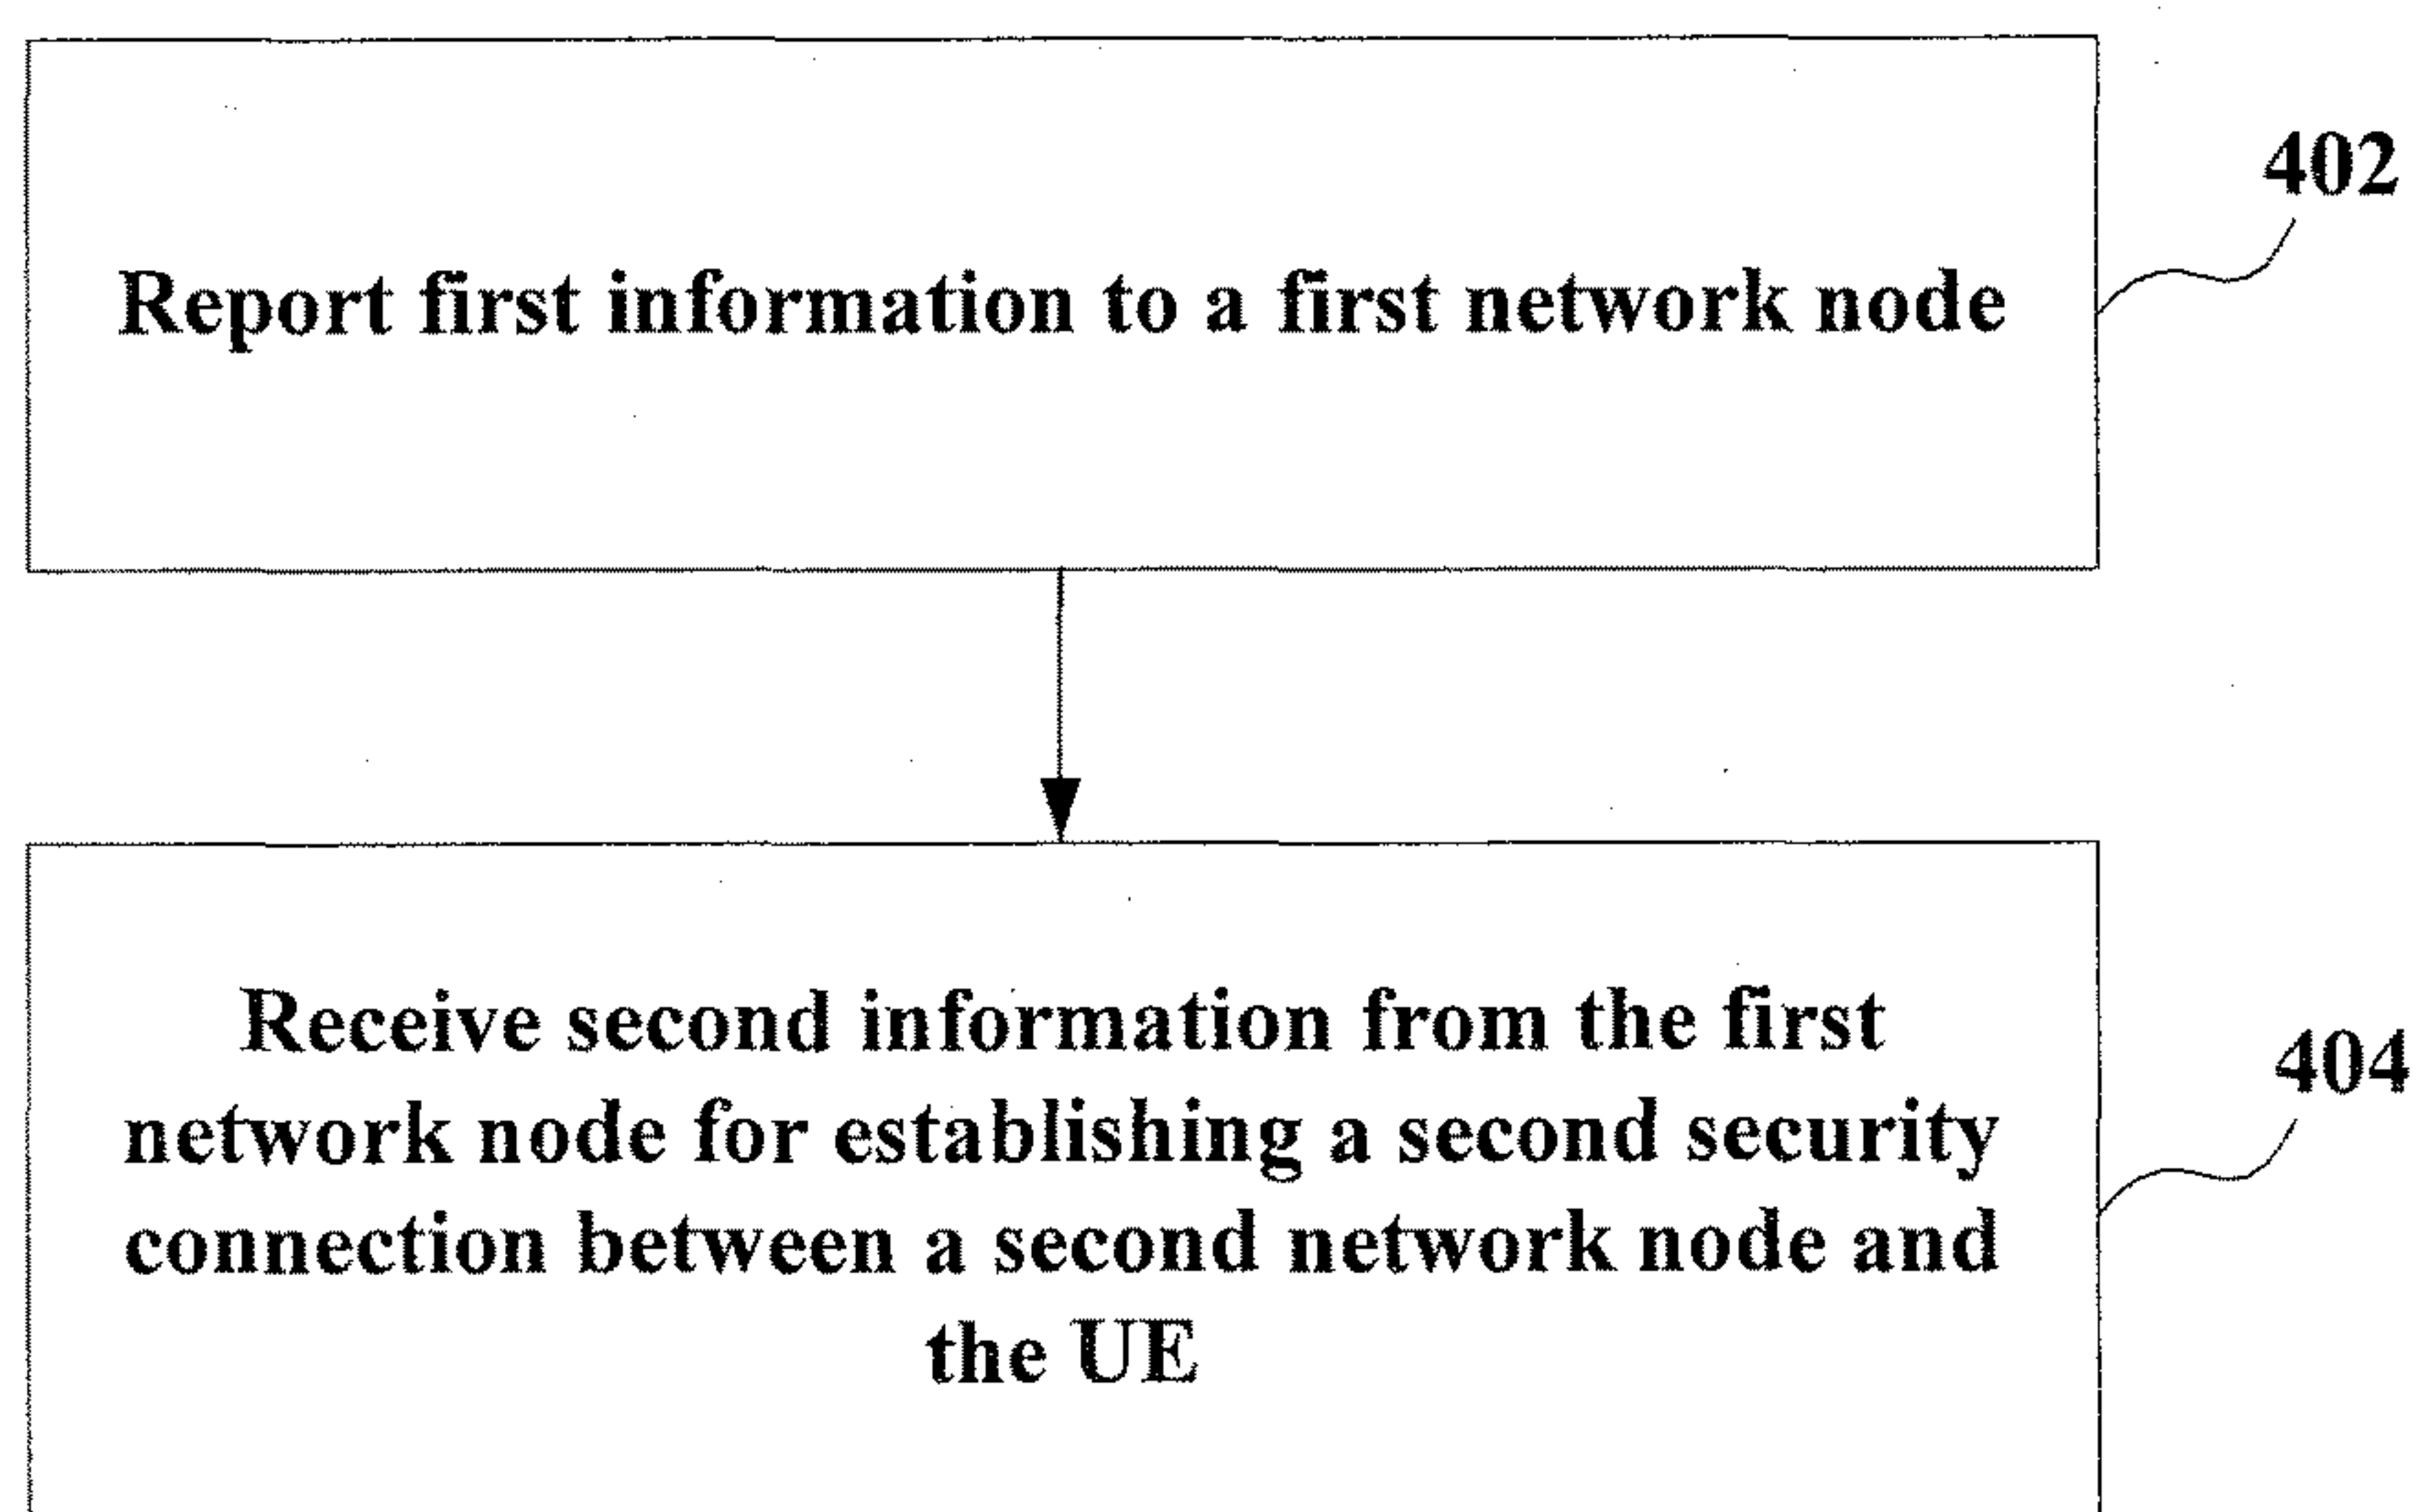 402
Report first information to a first network node
Receive second information from the first
404
network node for establishing a second security
connection between a second network node and
the UE